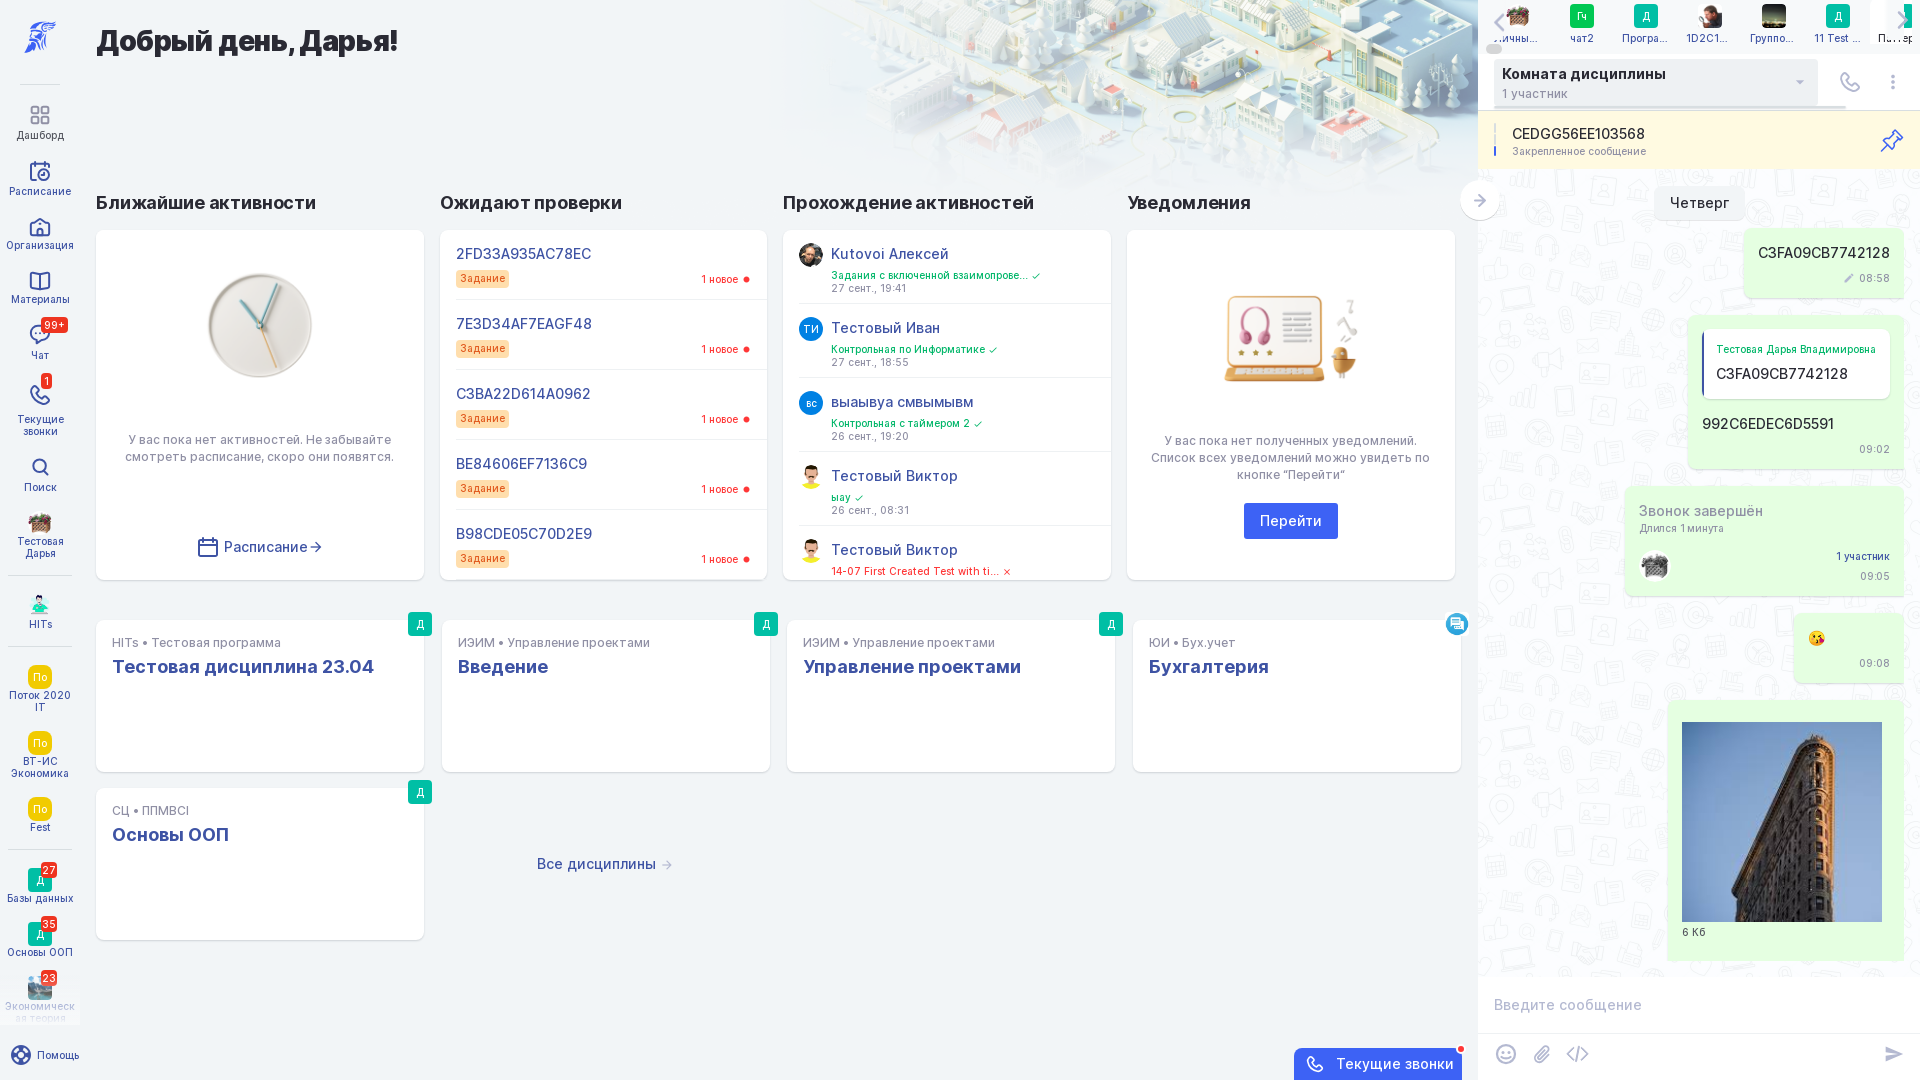 Дашборд
Расписание
Организация
Материалы
99+
Чат
1
Текущие
звонки
Поиск
Тестовая
Дарья
HITs
По
Поток 2020
IT
По
ВТ-ИС
Экономика
По
Fest
27
Д
Базы данных
35
Д
Основы ООП
23
Экономическ
ая теория
Помощь
Добрый день, Дарья!
Ближайшие активности
У вас пока нет активностей. Не забывайте
смотреть расписание, скоро они появятся.
Расписание
Ожидают проверки
2FD33A935AC78EC
Задание
1 новое
7E3D34AF7EAGF48
Задание
1 новое
C3BA22D614A0962
Задание
1 новое
BE84606EF7136C9
Задание
1 новое
B98CDE05C70D2E9
Задание
1 новое
Прохождение активностей
Kutovoi Алексей
Задания с включенной взаимопрове...
27 сент., 19:41
ТИ
Тестовый Иван
Контрольная по Информатике
27 сент., 18:55
вс
выаывуа смвымывм
Контрольная с таймером 2
26 сент., 19:20
Тестовый Виктор
ыау
26 сент., 08:31
Тестовый Виктор
14-07 First Created Test with ti...
Уведомления
У вас пока нет полученных уведомлений.
Список всех уведомлений можно увидеть по
кнопке “Перейти“
Перейти
Д
HITs • Тестовая программа
Тестовая дисциплина 23.04
Д
ИЭИМ • Управление проектами
Введение
Д
ИЭИМ • Управление проектами
Управление проектами
ЮИ • Бух.учет
Бухгалтерия
Д
СЦ • ППМВСI
Основы ООП
Все дисциплины
Текущие звонки
Гч
чат2
Д
Програ...
1D2C1...
Группо...
Д
11 Test ...
Комната дисциплины
1 участник
CEDGG56EE103568
Закрепленное сообщение
Четверг
C3FA09CB7742128
08:58
Тестовая Дарья Владимировна
C3FA09CB7742128
992C6EDEC6D5591
09:02
Звонок завершён
Длился 1 минута
1 участник
09:05
09:08
6 Кб
Введите сообщение